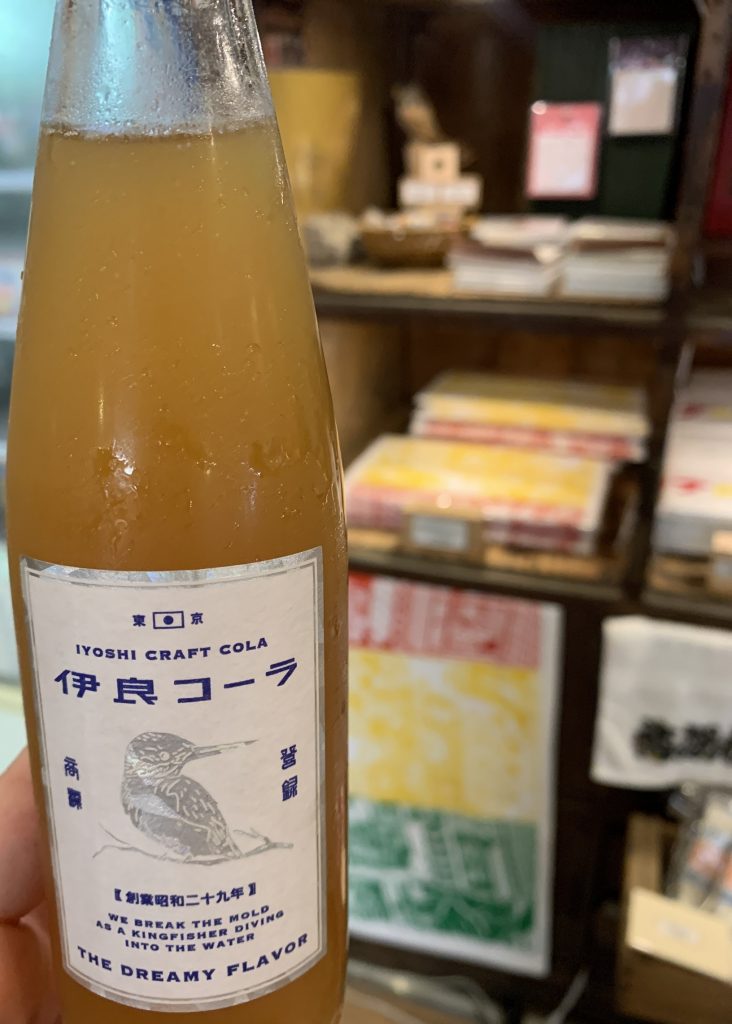 東京
IYOSHI CRAFT COLA
伊良コーラ
登録
商標
【創業昭和二十九年】
WE BREAK THE MOLD
AS A KINGFISHER DIVING
INTO THE WATER
THE DREAMY FLAVOR